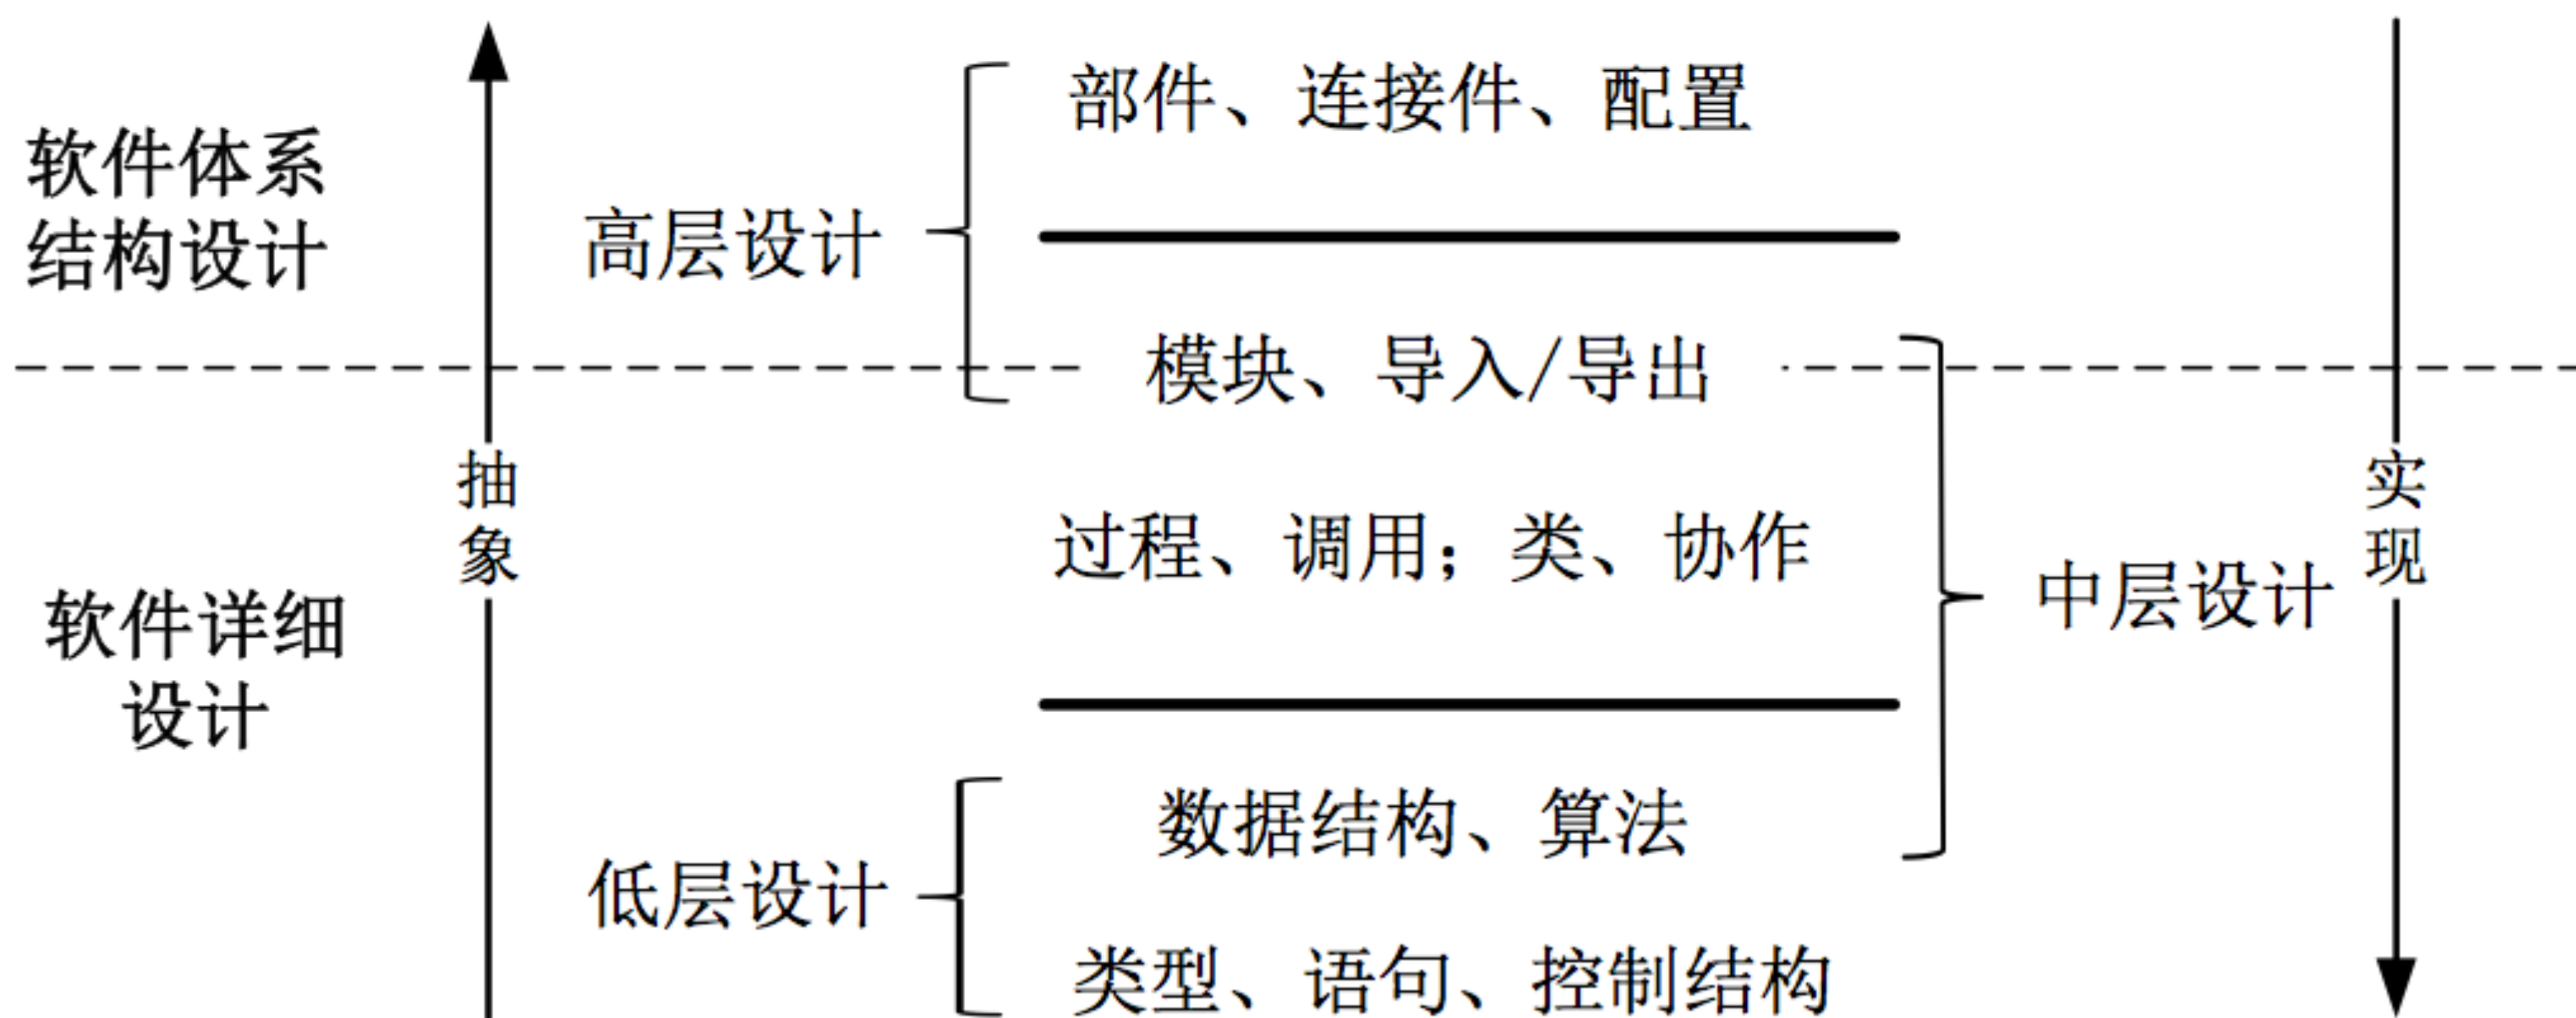 部件、连接件、配置
软件体系
结构设计
高层设计
模块、导入/导出
抽
象
实
现
过程、调用；类、协作
中层设计
软件详细
设计
数据结构、算法
低层设计
类型、语句、控制结构